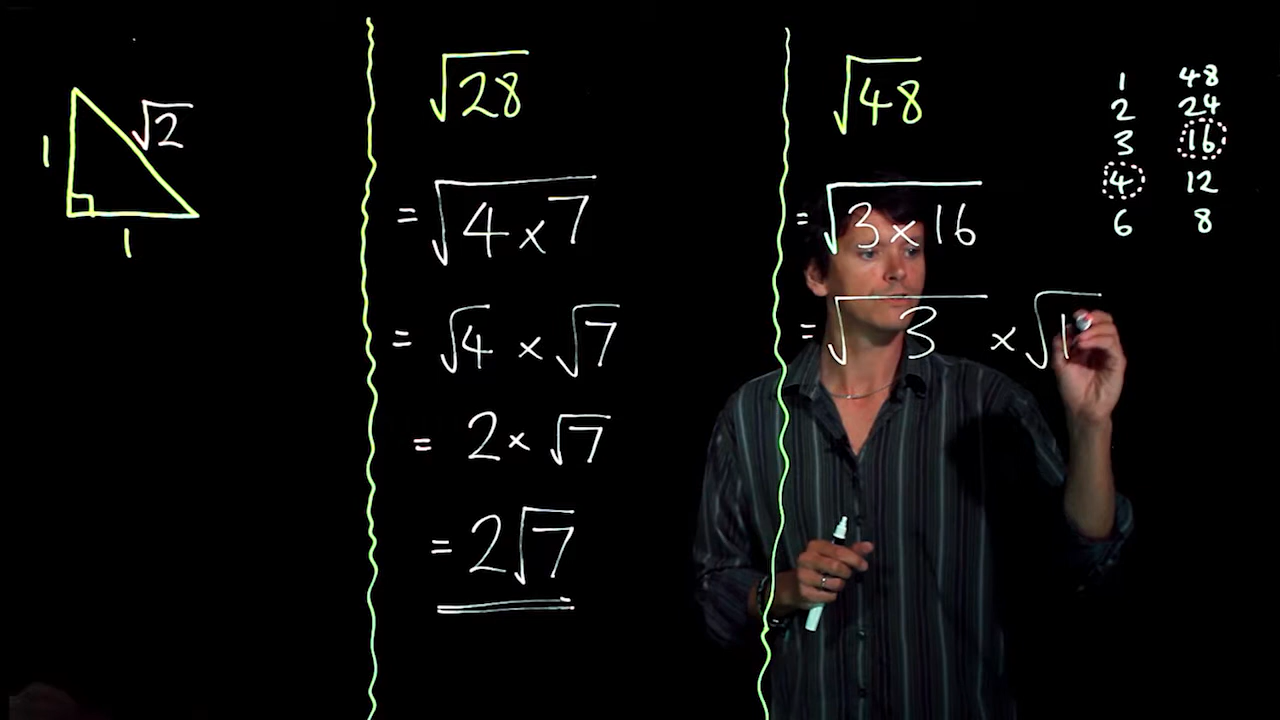 √2
1
1
√28
= √4 x 7
= √4 x √7
= 2 x √7
= 2√7
√48
= √3 x 16
= √3 x √1
1 48
2 24
3 16
4 12
6 8